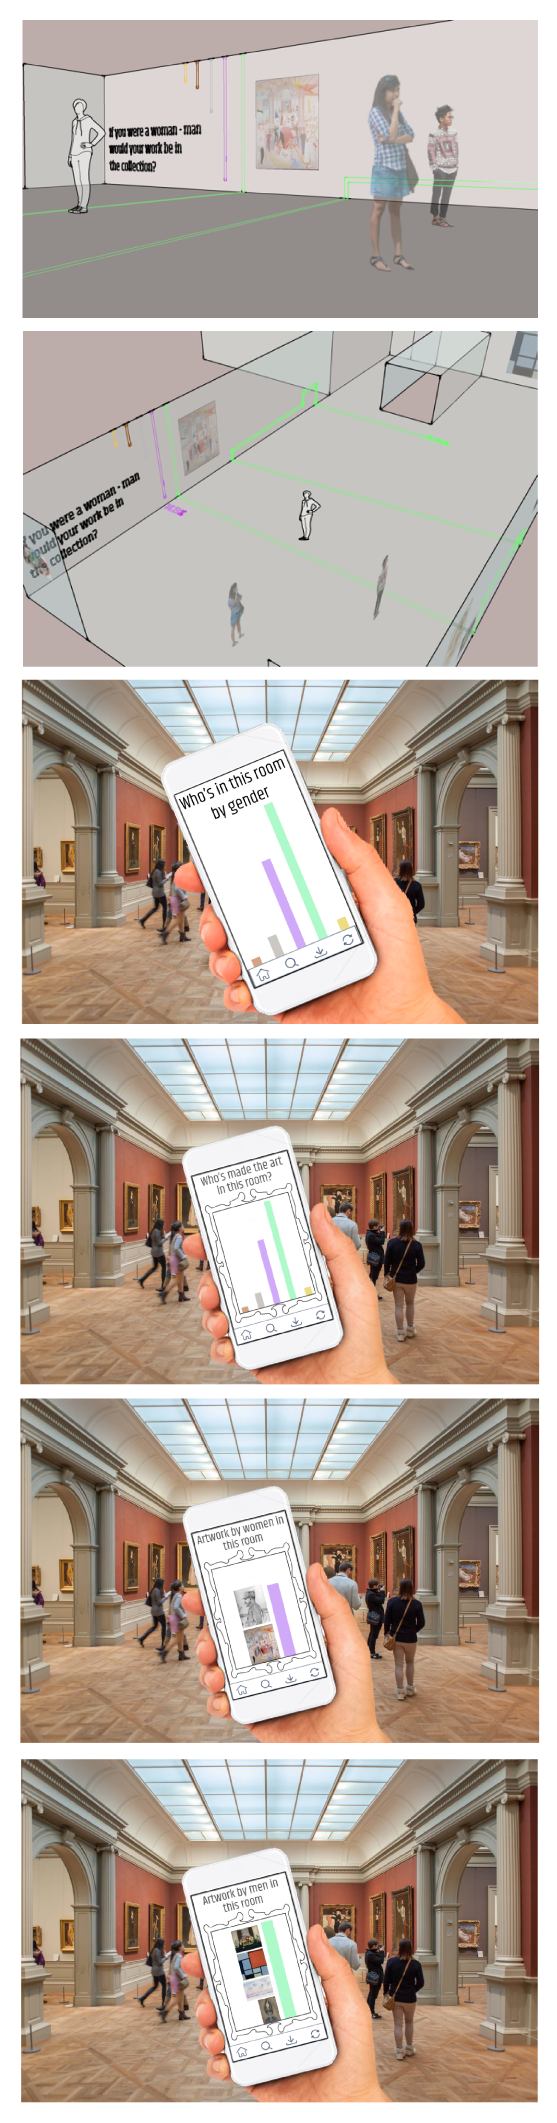 if you were a woman - man
would your work be in
the collection?
you were a woman - man
would your work be in
the collection?
Who's in this room
by gender
Who's made the art
in this room?
Artwork by women in
this room
Artwork by men in
this room